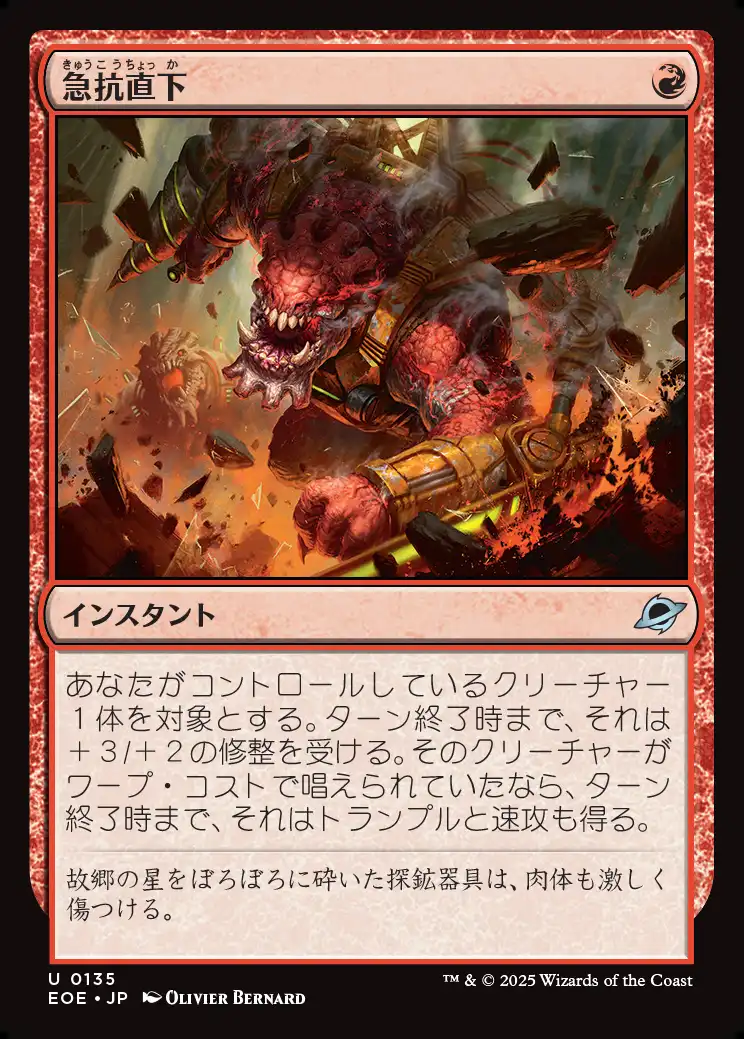 きゅうこうちょっか
急抗直下
インスタント
あなたがコントロールしているクリーチャー
１体を対象とする。ターン終了時まで、それは
＋３/＋２の修整を受ける。そのクリーチャーが
ワープ・コストで唱えられていたなら、ターン
終了時まで、それはトランプルと速攻も得る。
故郷の星をぼろぼろに砕いた探鉱器具は、肉体も激しく
傷つける。
U 0135
EOE • JP OLIVIER BERNARD
™ & © 2025 Wizards of the Coast